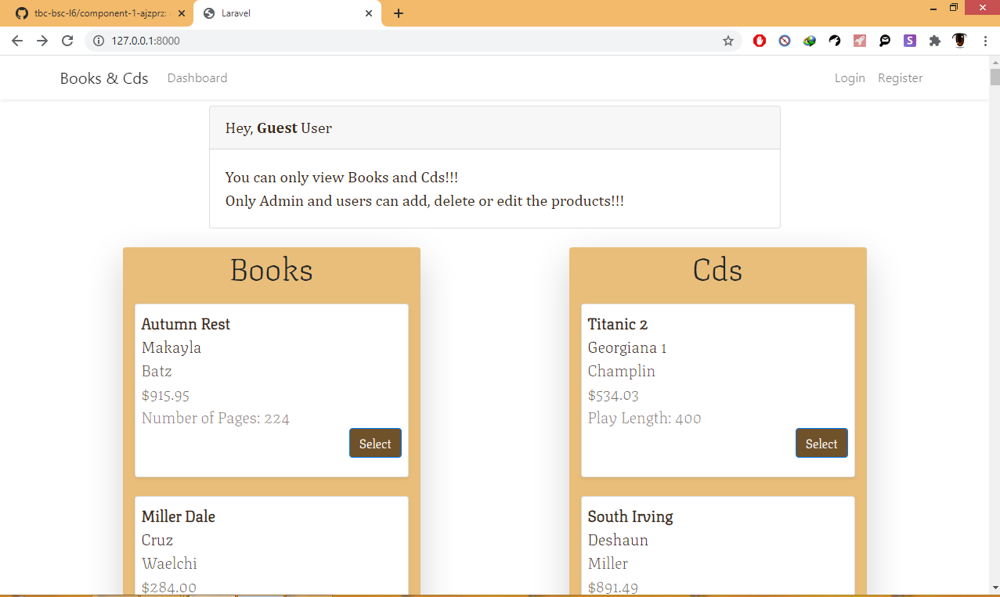 tbc-bsc-l6/component-1-ajzprz
Laravel
127.0.0.1:8000
Books & Cds
Dashboard
Login
Register
Hey, Guest User
You can only view Books and Cds!!!
Only Admin and users can add, delete or edit the products!!!
Books
Autumn Rest
Makayla
Batz
$915.95
Number of Pages: 224
Select
Miller Dale
Cruz
Waelchi
$284.00
Cds
Titanic 2
Georgiana 1
Champlin
$534.03
Play Length: 400
Select
South Irving
Deshaun
Miller
$891.49